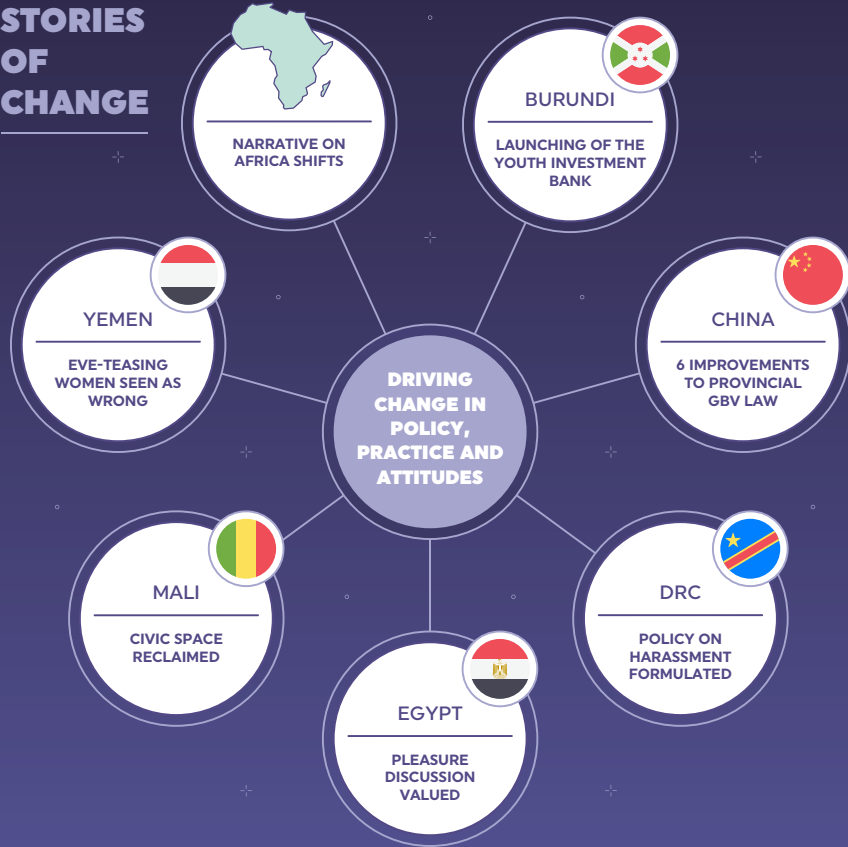 STORIES
OF
CHANGE
NARRATIVE ON
AFRICA SHIFTS
BURUNDI
LAUNCHING OF THE
YOUTH INVESTMENT
BANK
YEMEN
EVE-TEASING
WOMEN SEEN AS
WRONG
CHINA
6 IMPROVEMENTS
TO PROVINCIAL
GBV LAW
DRIVING
CHANGE IN
POLICY,
PRACTICE AND
ATTITUDES
MALI
CIVIC SPACE
RECLAIMED
DRC
POLICY ON
HARASSMENT
FORMULATED
EGYPT
PLEASURE
DISCUSSION
VALUED